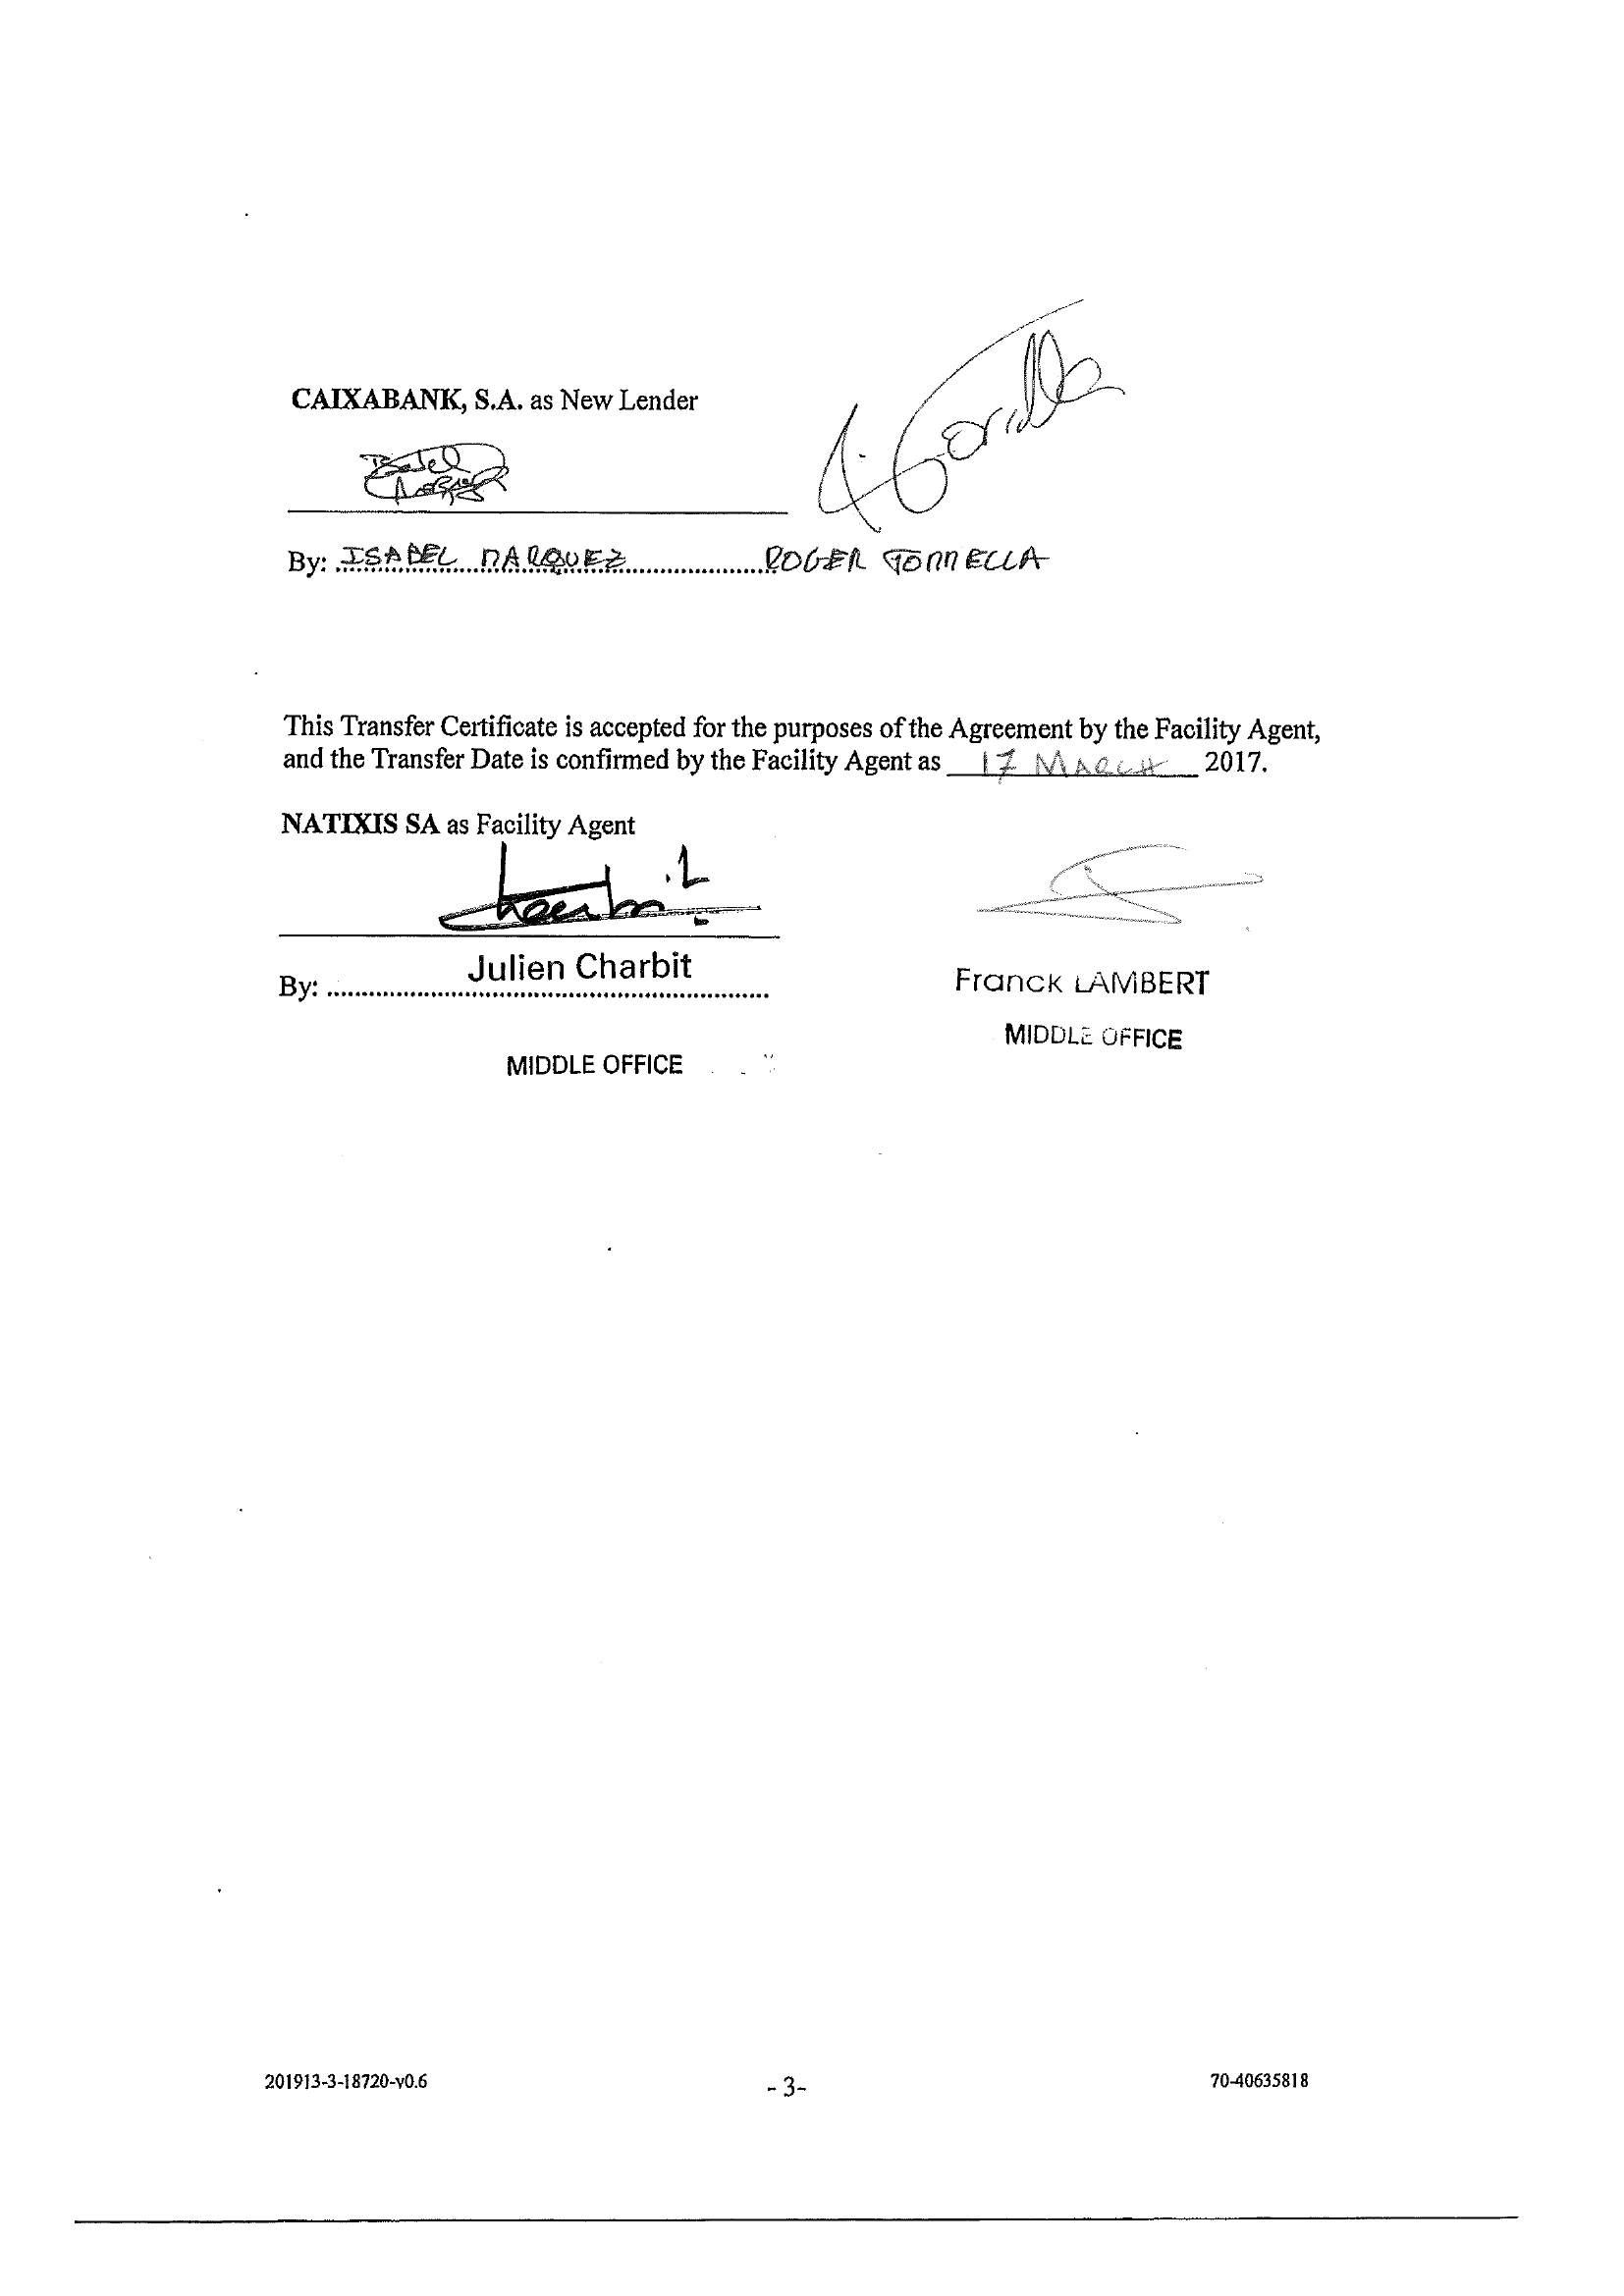 CAIXABANK, S.A. as New Lender
By: ISABEL MARQUEZ ROGER TORRELLA
This Transfer Certificate is accepted for the purposes of the Agreement by the Facility Agent,
and the Transfer Date is confirmed by the Facility Agent as 17 MARCH 2017.
NATIXIS SA as Facility Agent
By: Julien Charbit
Franck LAMBERT
MIDDLE OFFICE
MIDDLE OFFICE
201913-3-18720-v0.6 - 3- 70-40635818